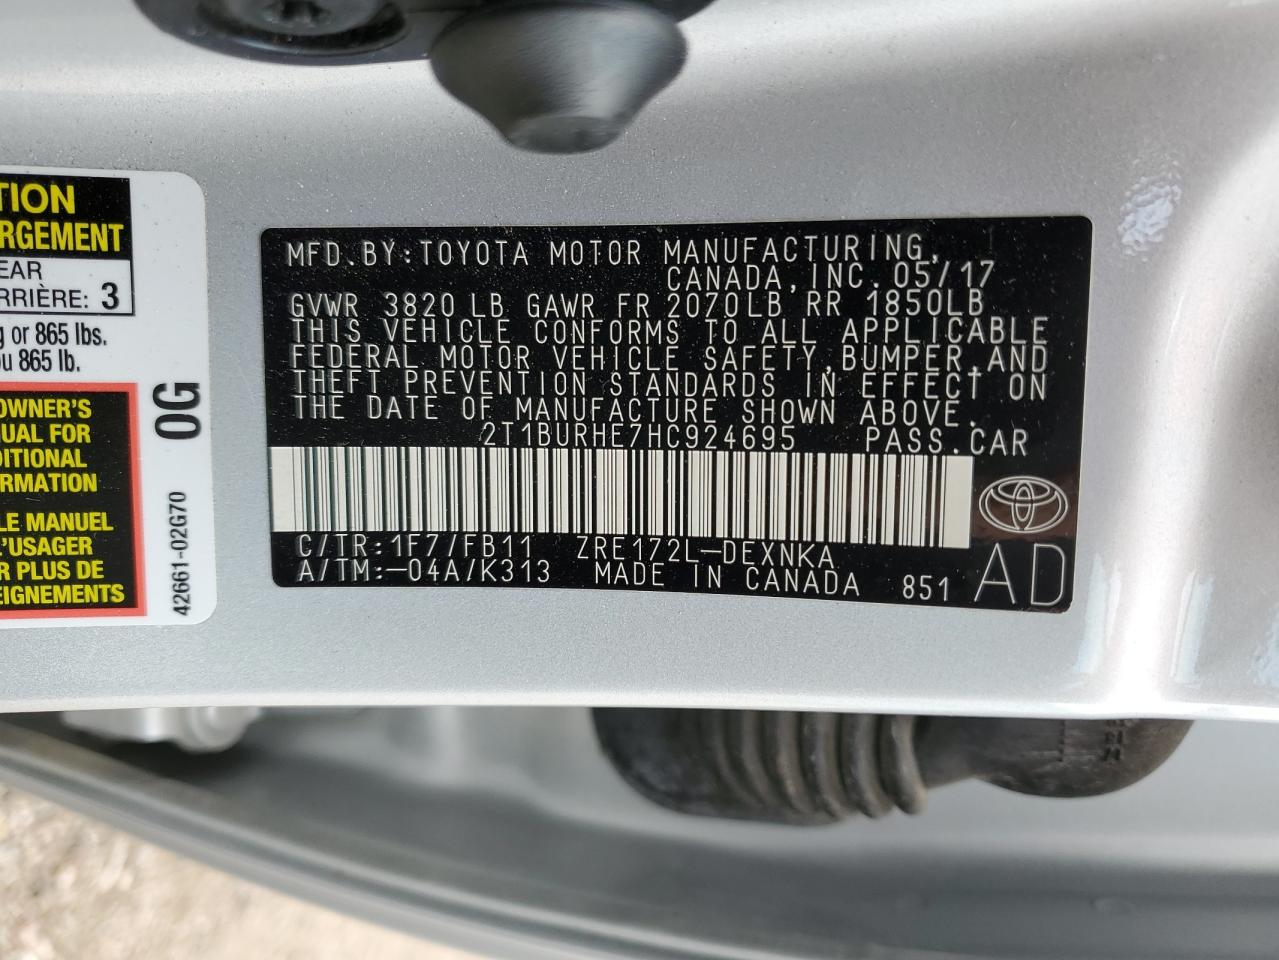 TION
RGEMENT
EAR
RRIÈRE: 3
g or 865 lbs.
ou 865 lb.
OWNER'S
UAL FOR
DITIONAL
RMATION
LE MANUEL
L'USAGER
R PLUS DE
EIGNEMENTS
0G
42661-02G70
MFD.BY:TOYOTA MOTOR MANUFACTURING,
CANADA,INC.05/17
GVWR 3820 LB GAWR FR 2070LB RR 1850LB
THIS VEHICLE CONFORMS TO ALL APPLICABLE
FEDERAL MOTOR VEHICLE SAFETY,BUMPER,AND
THEFT PREVENTION STANDARDS IN EFFECT ON
THE DATE OF MANUFACTURE SHOWN ABOVE.
2T1BURHE7HC924695 PASS.CAR
C/TR:1F7/FB11 ZRE172L-DEXNKA
A/TM:-04A/K313 MADE IN CANADA 851
AD